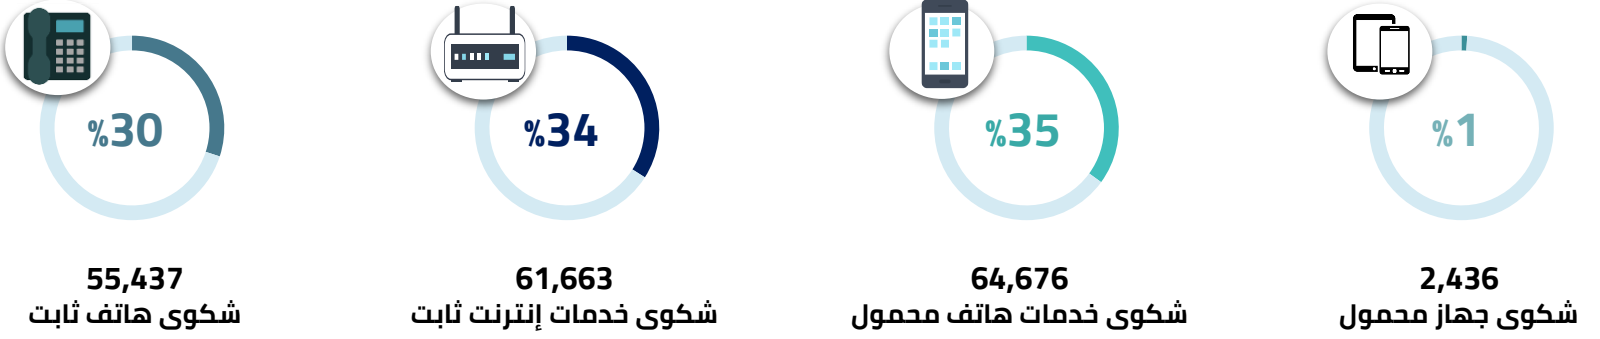 %1
2,436
شكوى جهاز محمول
%35
64,676
شكوى خدمات هاتف محمول
%34
61,663
شكوى خدمات إنترنت ثابت
%30
55,437
شكوى هاتف ثابت